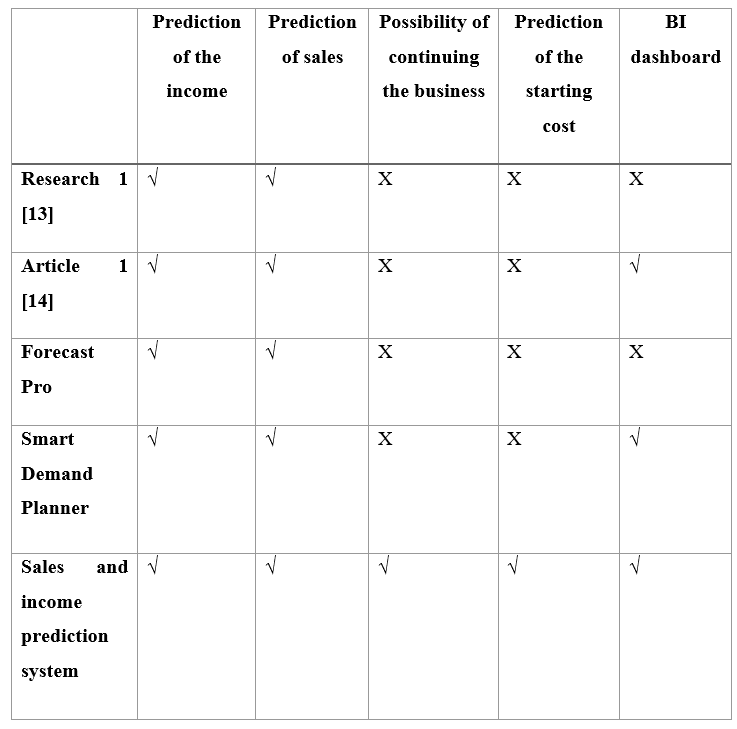 Prediction of the income
Prediction of sales
Possibility of continuing the business
Prediction of the starting cost
BI dashboard
Research 1 [13] √ √ X X X
Article 1 [14] √ √ X X √
Forecast Pro √ √ X X X
Smart Demand Planner √ √ X X √
Sales and income prediction system √ √ √ √ √